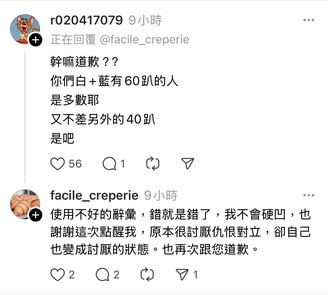 r020417079 9小時
正在回覆 @facile_creperie
幹嘛道歉??
你們白+藍有60趴的人
是多數耶
又不差另外的40趴
是吧
56 1
facile_creperie 9小時
使用不好的辭彙，錯就是錯了，我不會硬凹，也
謝謝這次點醒我，原本很討厭仇恨對立，卻自己
也變成討厭的狀態。也再次跟您道歉。
2 2